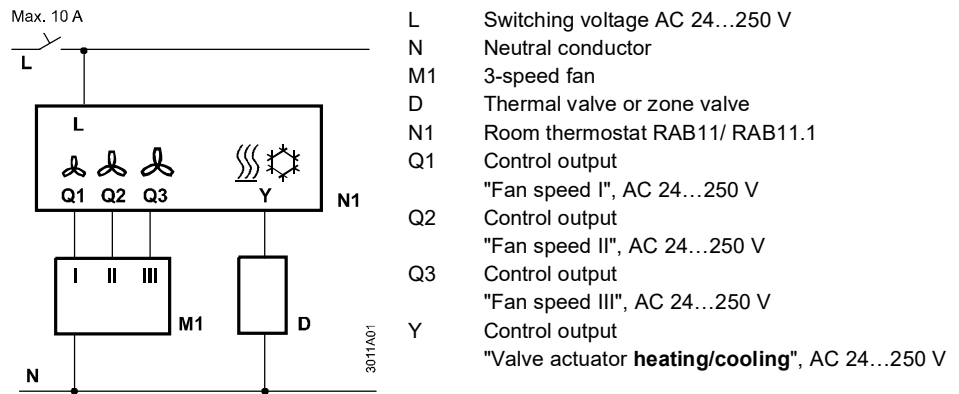 Max. 10 A
L
L
Q1 Q2 Q3 Y
N1
I II III
M1
D
3011A01
N
L Switching voltage AC 24…250 V
N Neutral conductor
M1 3-speed fan
D Thermal valve or zone valve
N1 Room thermostat RAB11/ RAB11.1
Q1 Control output
"Fan speed I", AC 24…250 V
Q2 Control output
"Fan speed II", AC 24…250 V
Q3 Control output
"Fan speed III", AC 24…250 V
Y Control output
"Valve actuator heating/cooling", AC 24…250 V